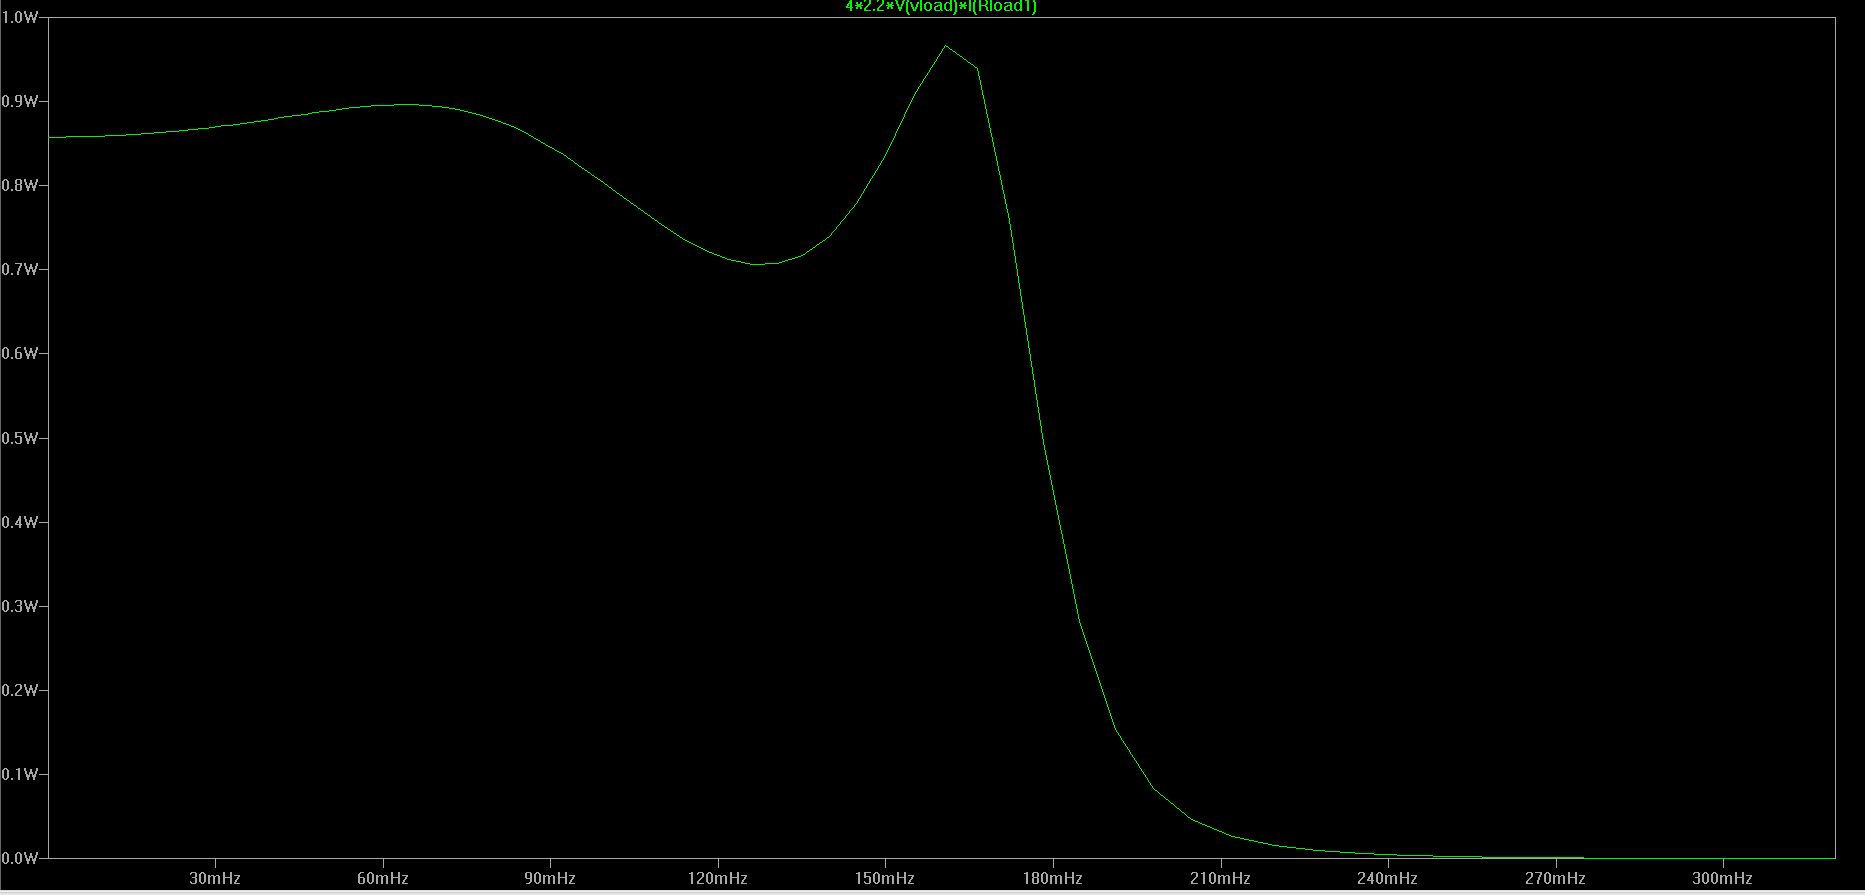 4*2.2*V(vload)*I(Rload1)
1.0W
0.9W
0.8W
0.7W
0.6W
0.5W
0.4W
0.3W
0.2W
0.1W
0.0W
30mHz 60mHz 90mHz 120mHz 150mHz 180mHz 210mHz 240mHz 270mHz 300mHz